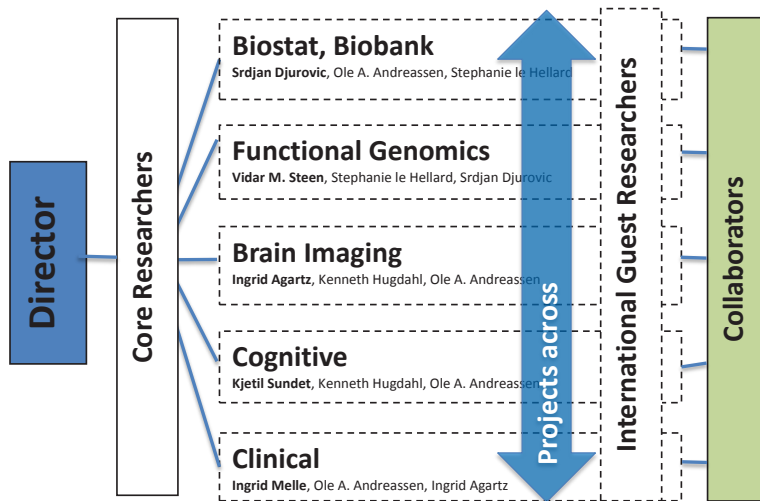 Director
Core Researchers
Biostat, Biobank
Srdjan Djurovic, Ole A. Andreassen, Stephanie le Hellard
Functional Genomics
Vidar M. Steen, Stephanie le Hellard, Srdjan Djurovic
Brain Imaging
Ingrid Agartz, Kenneth Hugdahl, Ole A. Andreassen
Cognitive
Kjetil Sundet, Kenneth Hugdahl, Ole A. Andreassen
Clinical
Ingrid Melle, Ole A. Andreassen, Ingrid Agartz
Projects across
International Guest Researchers
Collaborators